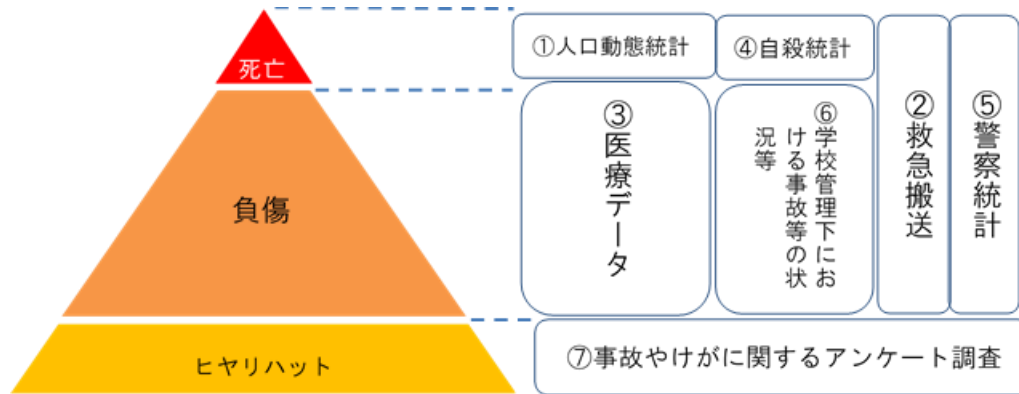 死亡
負傷
ヒヤリハット
①人口動態統計
④自殺統計
③医療データ
⑥学校管理下にお
ける事故等の状
況等
②救急搬送
⑤警察統計
⑦事故やけがに関するアンケート調査